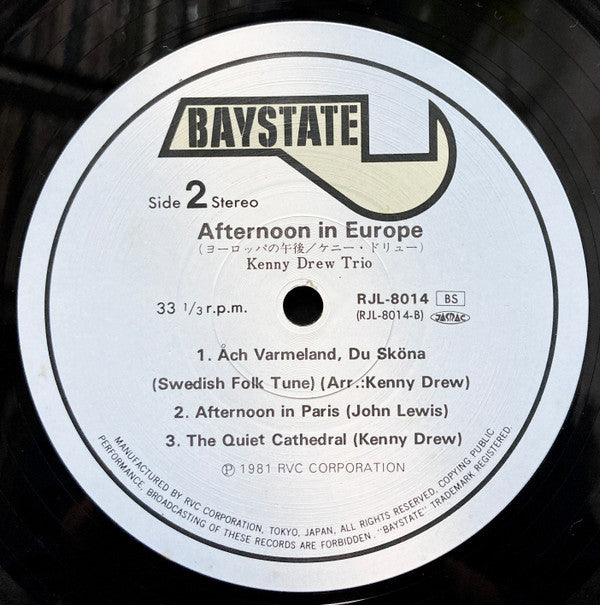 BAYSTATE
Side 2 Stereo
Afternoon in Europe
(ヨーロッパの午後/ケニー・ドリュー)
Kenny Drew Trio
33 1/3 r.p.m.
RJL-8014 BS
(RJL-8014-B) JASRAC
1. Åch Varmeland, Du Sköna
(Swedish Folk Tune) (Arr.:Kenny Drew)
2. Afternoon in Paris (John Lewis)
3. The Quiet Cathedral (Kenny Drew)
Ⓟ 1981 RVC CORPORATION
MANUFACTURED BY RVC CORPORATION, TOKYO, JAPAN, ALL RIGHTS RESERVED, COPYING PUBLIC
PERFORMANCE, BROADCASTING OF THESE RECORDS ARE FORBIDDEN. "BAYSTATE" TRADEMARK REGISTERED.